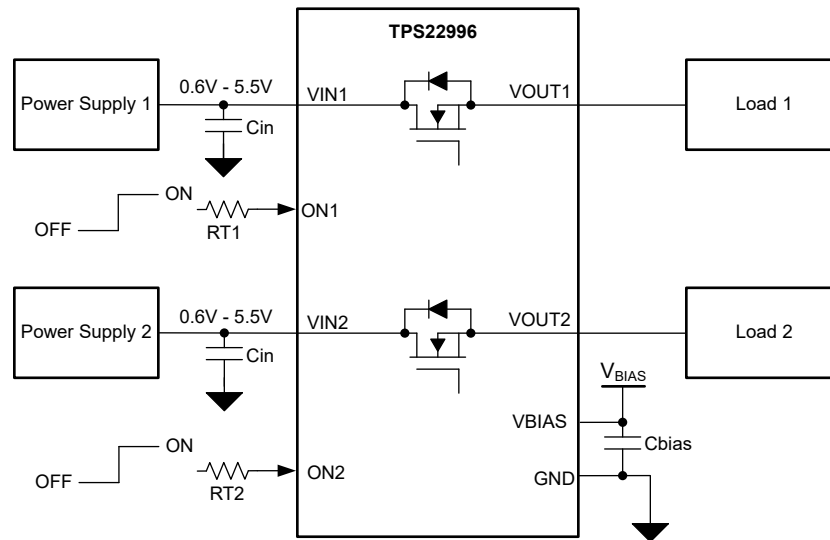 TPS22996
Power Supply 1
0.6V - 5.5V
VIN1
VOUT1
Load 1
Cin
ON
OFF
RT1
ON1
Power Supply 2
0.6V - 5.5V
VIN2
VOUT2
Load 2
Cin
VBIAS
VBIAS
Cbias
ON
OFF
RT2
ON2
GND